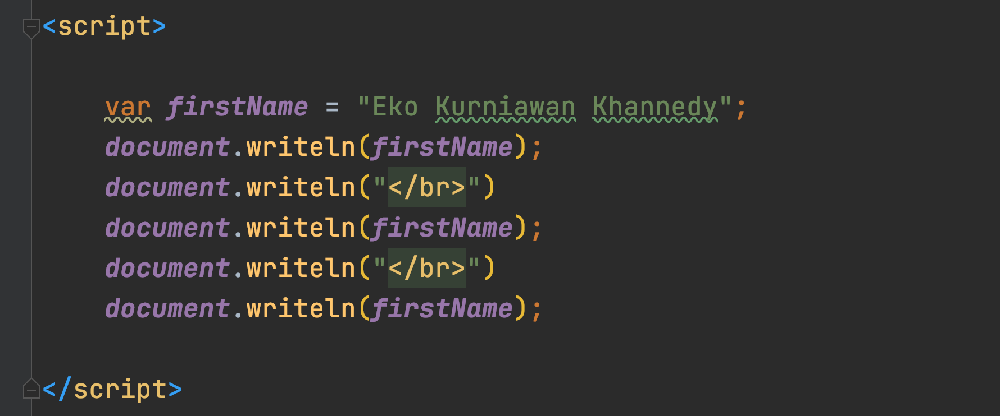 <script>
var firstName = "Eko Kurniawan Khannedy";
document.writeln(firstName);
document.writeln("</br>")
document.writeln(firstName);
document.writeln("</br>")
document.writeln(firstName);
</script>